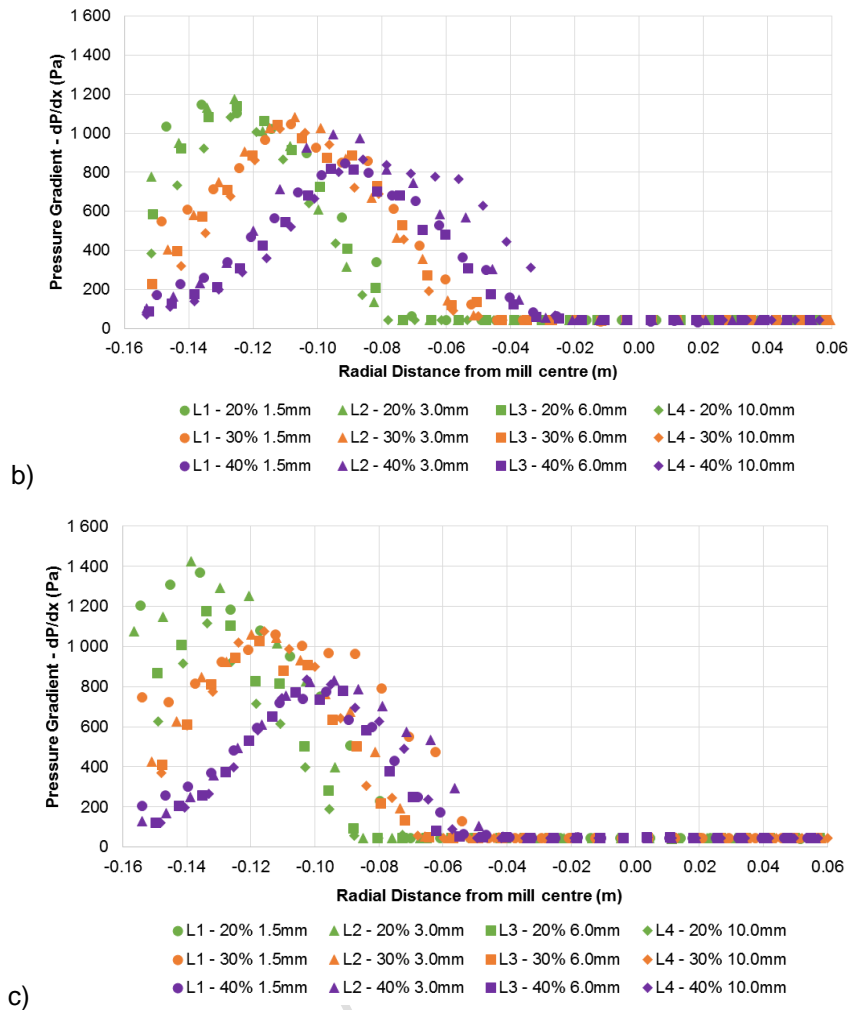 1 600
1 400
1 200
1 000
800
600
400
200
0
Pressure Gradient - dP/dx (Pa)
-0.16 -0.14 -0.12 -0.10 -0.08 -0.06 -0.04 -0.02 0.00 0.02 0.04 0.06
Radial Distance from mill centre (m)
L1 - 20% 1.5mm L2 - 20% 3.0mm L3 - 20% 6.0mm L4 - 20% 10.0mm
L1 - 30% 1.5mm L2 - 30% 3.0mm L3 - 30% 6.0mm L4 - 30% 10.0mm
L1 - 40% 1.5mm L2 - 40% 3.0mm L3 - 40% 6.0mm L4 - 40% 10.0mm
b)
1 600
1 400
1 200
1 000
800
600
400
200
0
Pressure Gradient - dP/dx (Pa)
-0.16 -0.14 -0.12 -0.10 -0.08 -0.06 -0.04 -0.02 0.00 0.02 0.04 0.06
Radial Distance from mill centre (m)
L1 - 20% 1.5mm L2 - 20% 3.0mm L3 - 20% 6.0mm L4 - 20% 10.0mm
L1 - 30% 1.5mm L2 - 30% 3.0mm L3 - 30% 6.0mm L4 - 30% 10.0mm
L1 - 40% 1.5mm L2 - 40% 3.0mm L3 - 40% 6.0mm L4 - 40% 10.0mm
c)